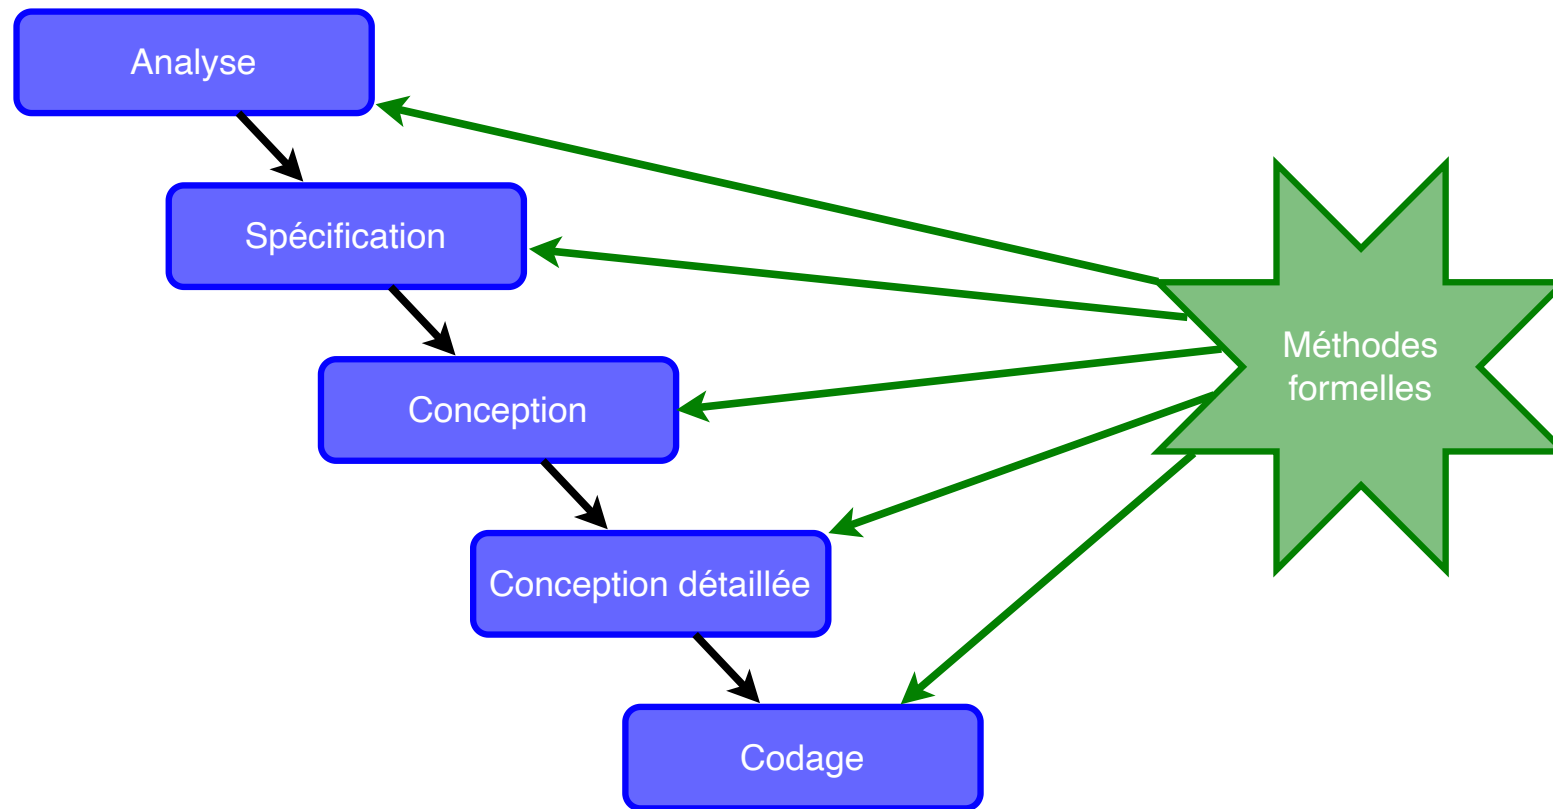 Analyse
Spécification
Conception
Conception détaillée
Codage
Méthodes
formelles